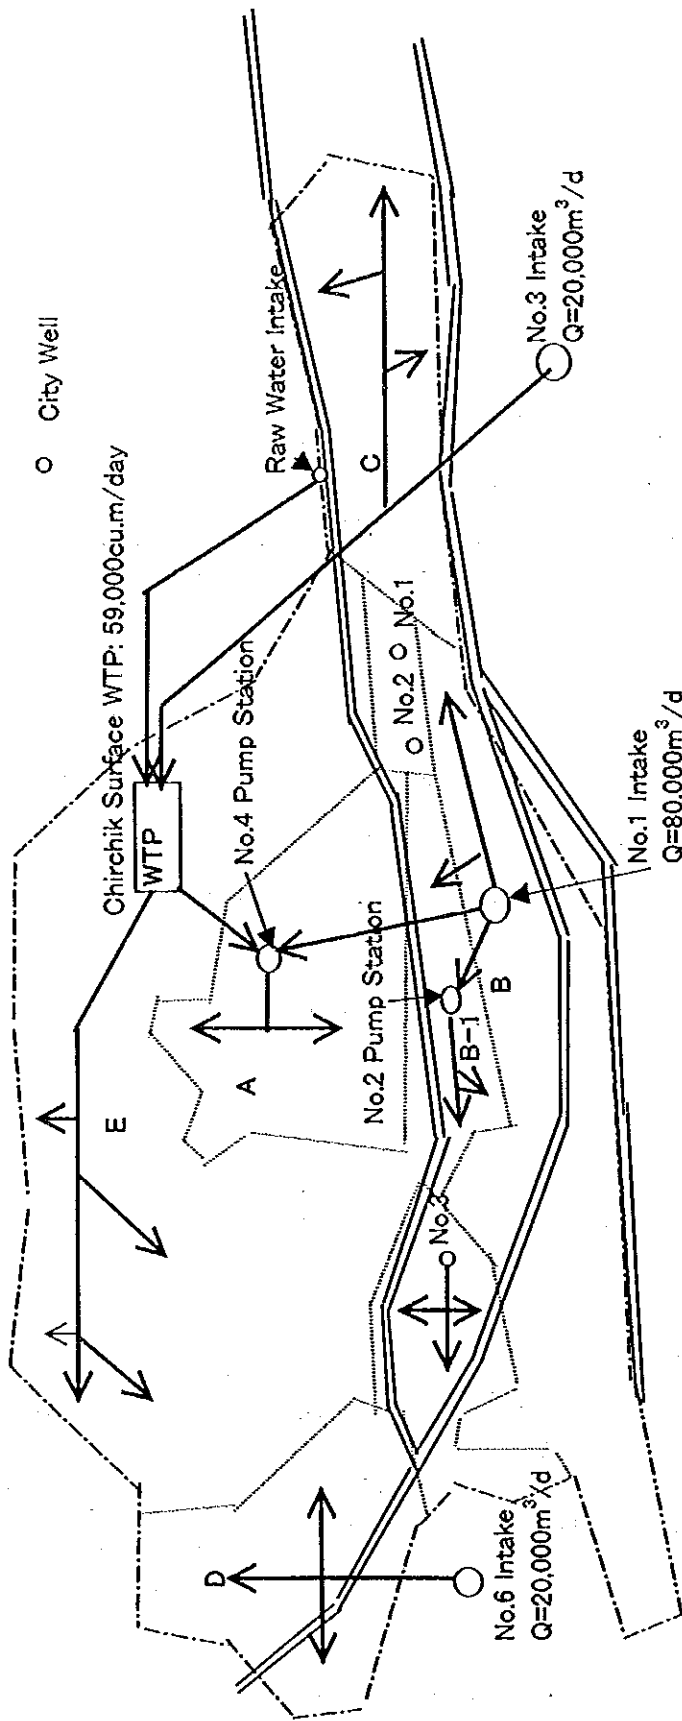 City Well
Chirchik Surface WTP: 59,000cu.m/day
Raw Water Intake
WTP
No.4 Pump Station
E
A
C
No.3 Intake
Q=20,000m³/d
No.2
No.1
No.2 Pump Station
B-1
B
No.1 Intake
Q=80.000m³/d
No.3
D
No.6 Intake
Q=20,000m³/d